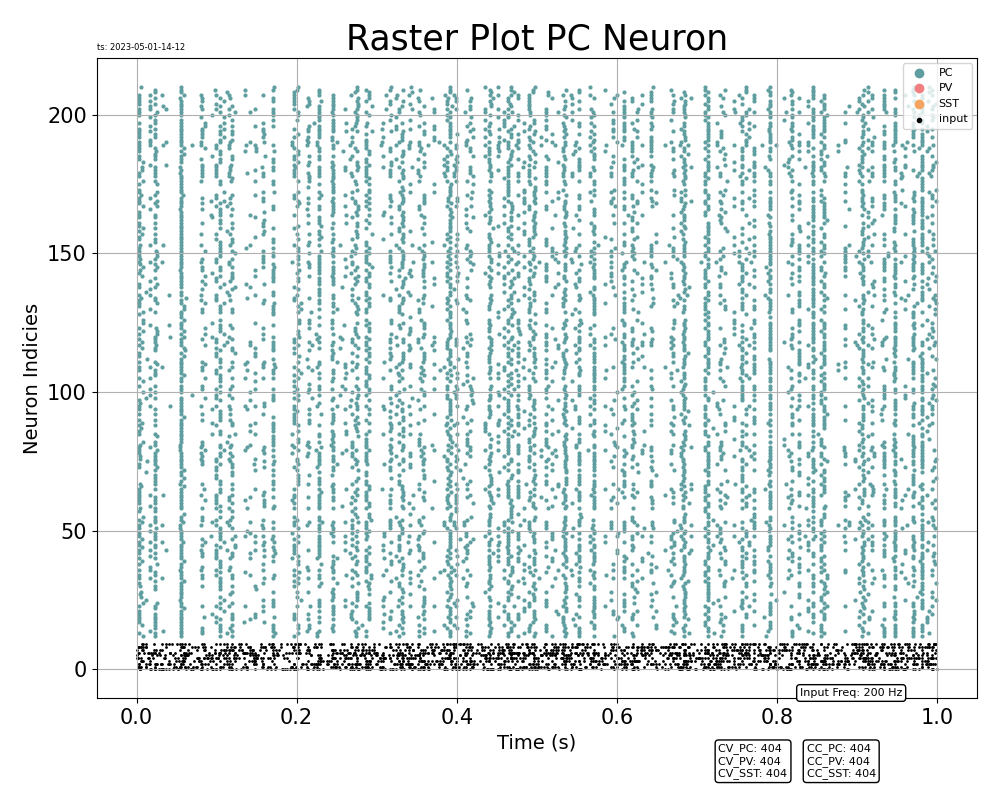 Raster Plot PC Neuron
ts: 2023-05-01-14-12
PC
PV
SST
input
200
150
100
50
0
Neuron Indicies
0.0 0.2 0.4 0.6 0.8 1.0
Time (s)
Input Freq: 200 Hz
CV_PC: 404
CV_PV: 404
CV_SST: 404
CC_PC: 404
CC_PV: 404
CC_SST: 404